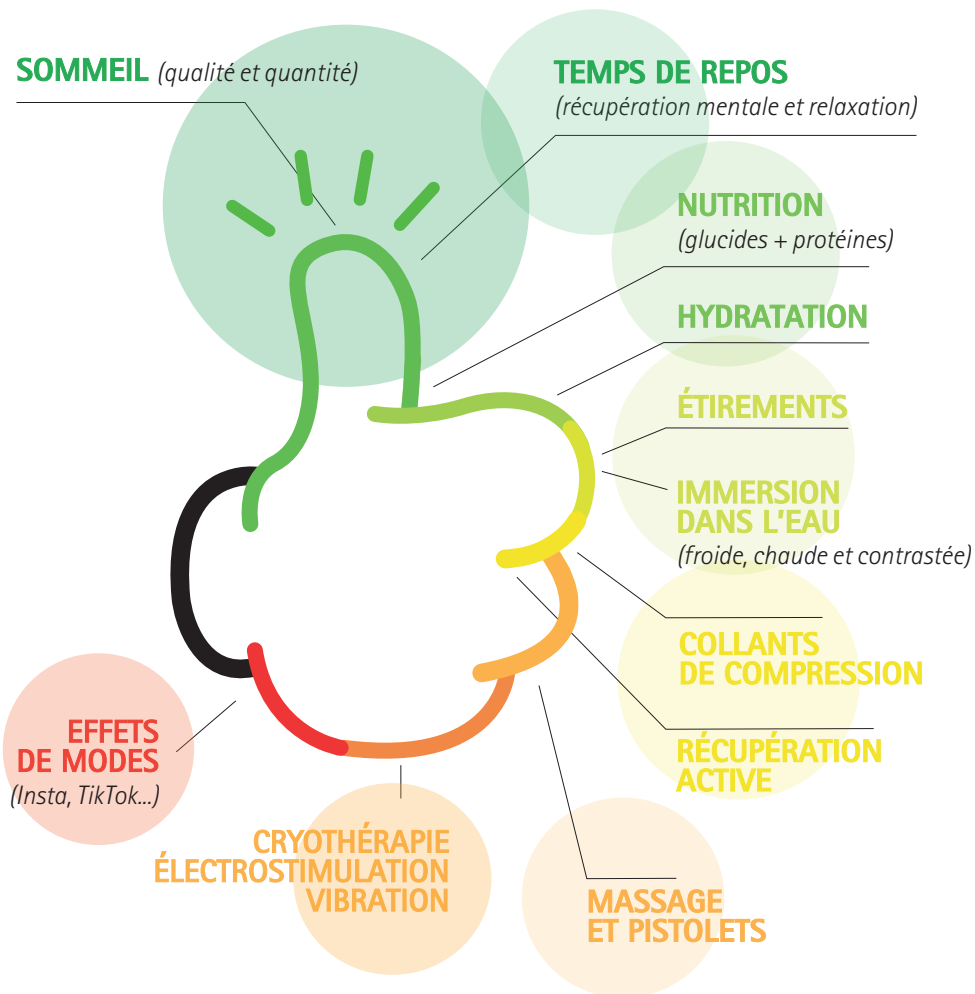 SOMMEIL (qualité et quantité)
TEMPS DE REPOS
(récupération mentale et relaxation)
NUTRITION
(glucides + protéines)
HYDRATATION
ÉTIREMENTS
IMMERSION
DANS L'EAU
(froide, chaude et contrastée)
COLLANTS
DE COMPRESSION
RÉCUPÉRATION
ACTIVE
MASSAGE
ET PISTOLETS
CRYOTHÉRAPIE
ÉLECTROSTIMULATION
VIBRATION
EFFETS
DE MODES
(Insta, TikTok...)